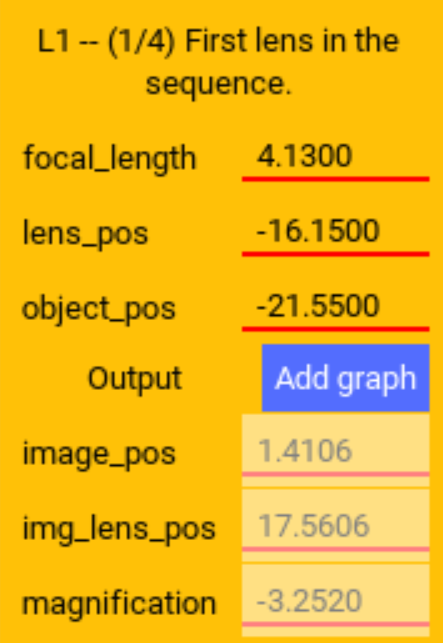 L1 -- (1/4) First lens in the
sequence.
focal_length 4.1300
lens_pos -16.1500
object_pos -21.5500
Output Add graph
image_pos 1.4106
img_lens_pos 17.5606
magnification -3.2520